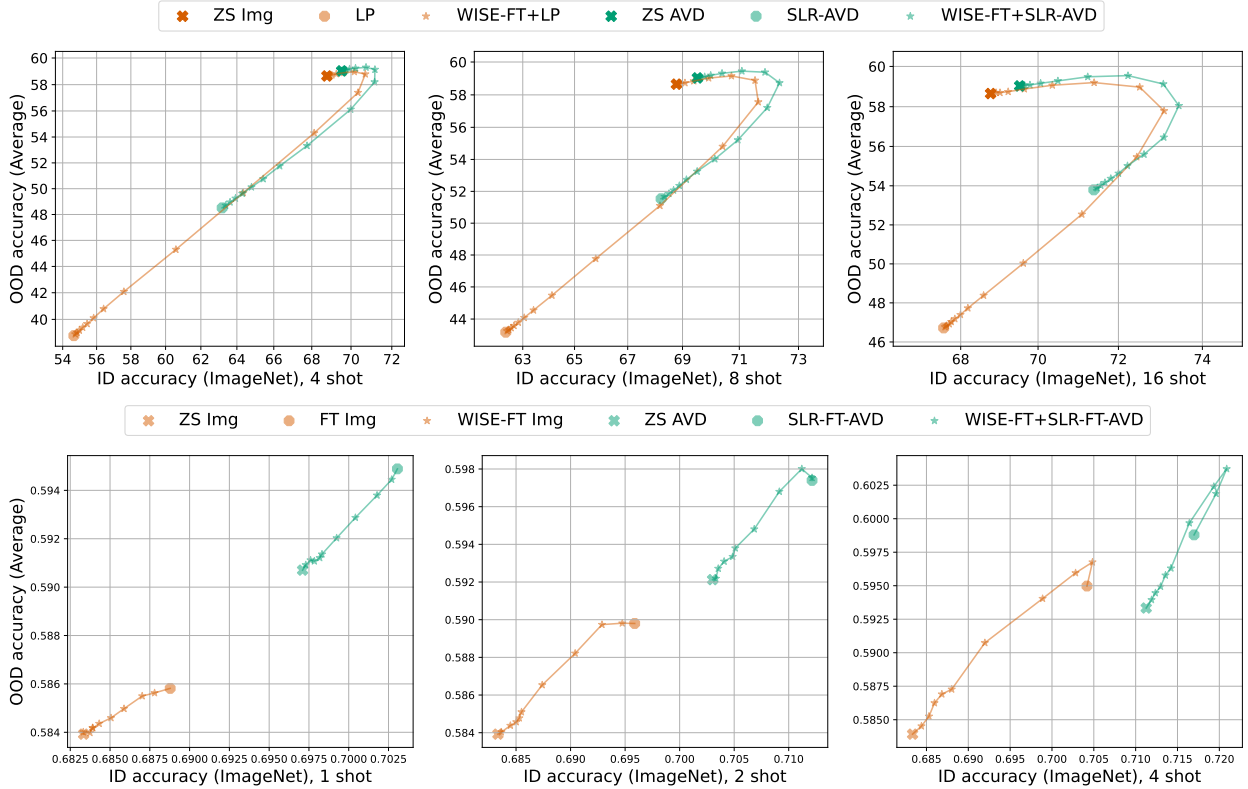 ZS Img LP WISE-FT+LP ZS AVD SLR-AVD WISE-FT+SLR-AVD
OOD accuracy (Average)
60
58
56
54
52
50
48
46
44
42
40
54 56 58 60 62 64 66 68 70 72
ID accuracy (ImageNet), 4 shot
OOD accuracy (Average)
60
58
56
54
52
50
48
46
44
63 65 67 69 71 73
ID accuracy (ImageNet), 8 shot
OOD accuracy (Average)
60
58
56
54
52
50
48
46
68 70 72 74
ID accuracy (ImageNet), 16 shot
ZS Img FT Img WISE-FT Img ZS AVD SLR-FT-AVD WISE-FT+SLR-FT-AVD
OOD accuracy (Average)
0.594
0.592
0.590
0.588
0.586
0.584
0.6825 0.6850 0.6875 0.6900 0.6925 0.6950 0.6975 0.7000 0.7025
ID accuracy (ImageNet), 1 shot
0.598
0.596
0.594
0.592
0.590
0.588
0.586
0.584
0.685 0.690 0.695 0.700 0.705 0.710
ID accuracy (ImageNet), 2 shot
0.6025
0.6000
0.5975
0.5950
0.5925
0.5900
0.5875
0.5850
0.685 0.690 0.695 0.700 0.705 0.710 0.715 0.720
ID accuracy (ImageNet), 4 shot